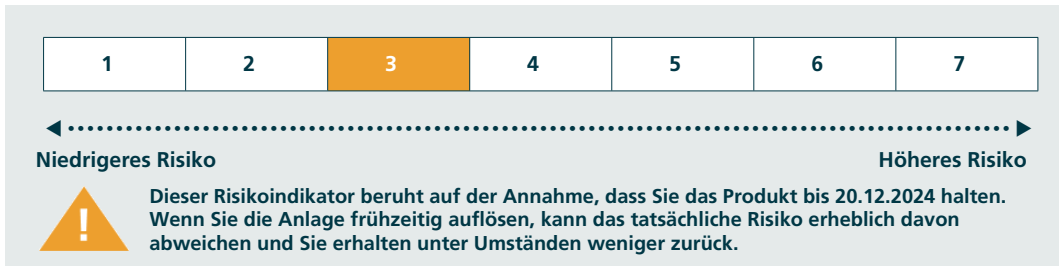 1 2 3 4 5 6 7
Niedrigeres Risiko Höheres Risiko
!
Dieser Risikoindikator beruht auf der Annahme, dass Sie das Produkt bis 20.12.2024 halten.
Wenn Sie die Anlage frühzeitig auflösen, kann das tatsächliche Risiko erheblich davon
abweichen und Sie erhalten unter Umständen weniger zurück.